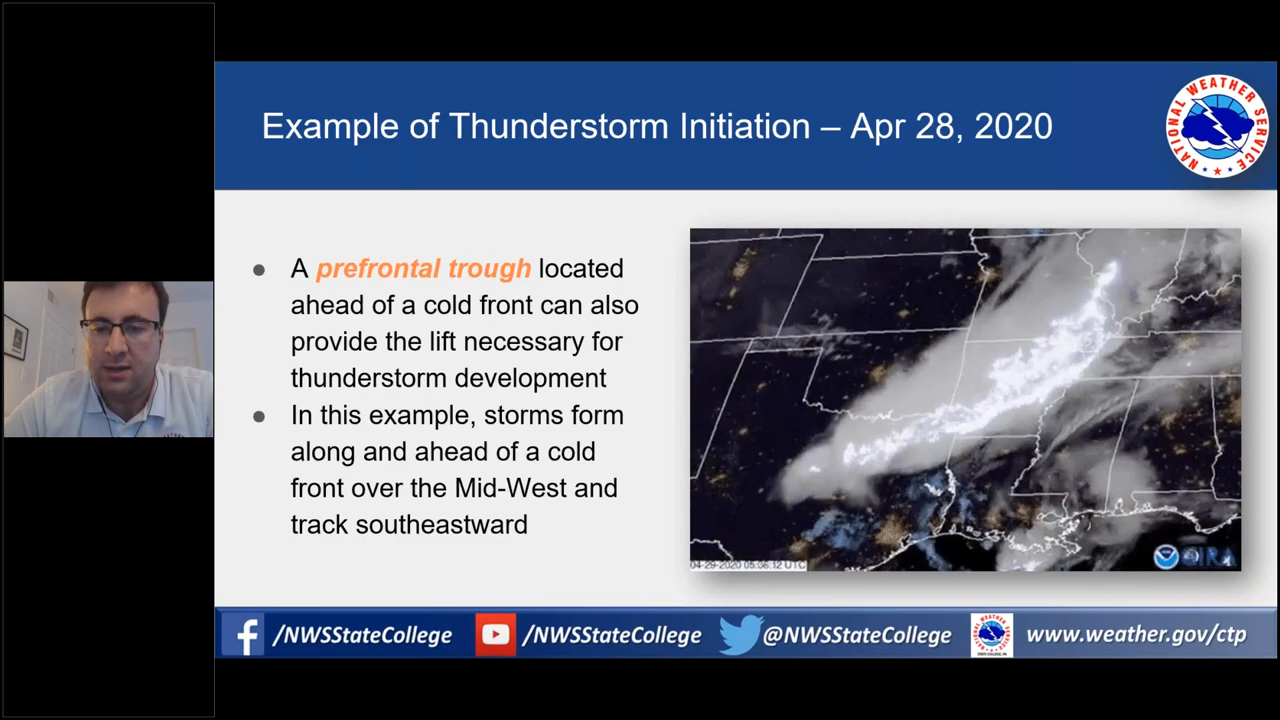 Example of Thunderstorm Initiation – Apr 28, 2020
NATIONAL WEATHER SERVICE
● A prefrontal trough located
ahead of a cold front can also
provide the lift necessary for
thunderstorm development
● In this example, storms form
along and ahead of a cold
front over the Mid-West and
track southeastward
04-29-2020 05:36:12 UTC
CIRA
/NWSStateCollege
/NWSStateCollege
@NWSStateCollege
www.weather.gov/ctp